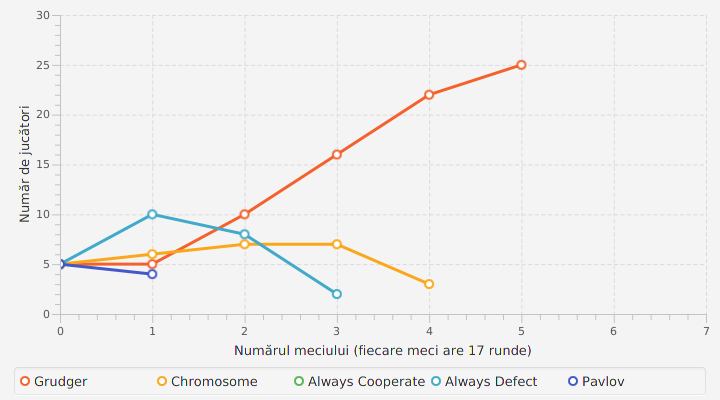 30
25
20
15
10
5
0
Număr de jucători
0 1 2 3 4 5 6 7
Numărul meciului (fiecare meci are 17 runde)
Grudger Chromosome Always Cooperate Always Defect Pavlov